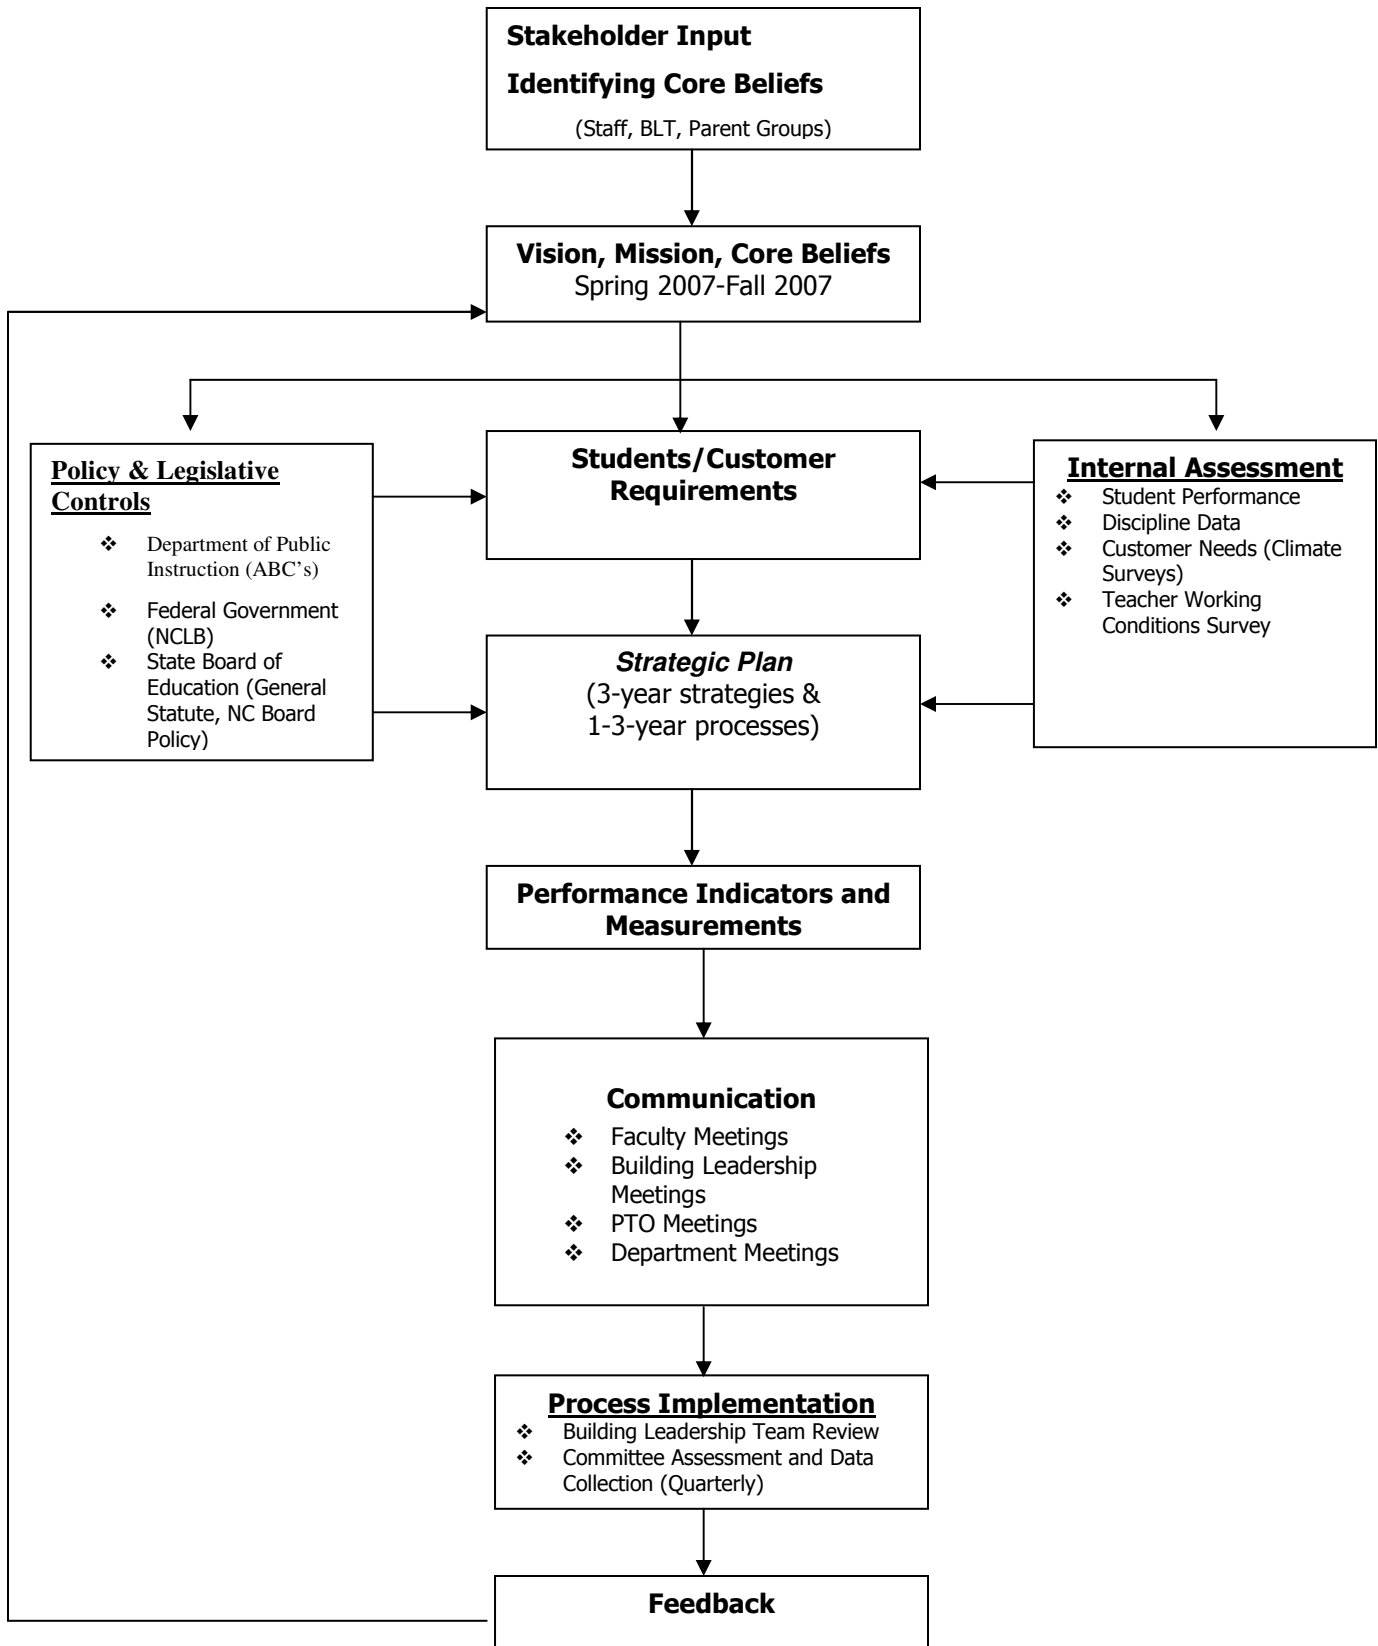 Stakeholder Input
Identifying Core Beliefs
(Staff, BLT, Parent Groups)
Vision, Mission, Core Beliefs
Spring 2007-Fall 2007
Policy & Legislative
Controls
❖ Department of Public
Instruction (ABC's)
❖ Federal Government
(NCLB)
❖ State Board of
Education (General
Statute, NC Board
Policy)
Students/Customer
Requirements
Internal Assessment
❖ Student Performance
❖ Discipline Data
❖ Customer Needs (Climate
Surveys)
❖ Teacher Working
Conditions Survey
Strategic Plan
(3-year strategies &
1-3-year processes)
Performance Indicators and
Measurements
Communication
❖ Faculty Meetings
❖ Building Leadership
Meetings
❖ PTO Meetings
❖ Department Meetings
Process Implementation
❖ Building Leadership Team Review
❖ Committee Assessment and Data
Collection (Quarterly)
Feedback